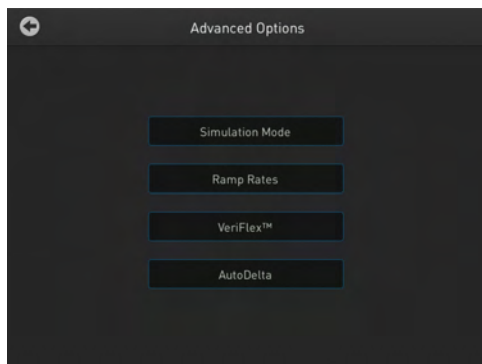 Advanced Options
Simulation Mode
Ramp Rates
VeriFlex™
AutoDelta